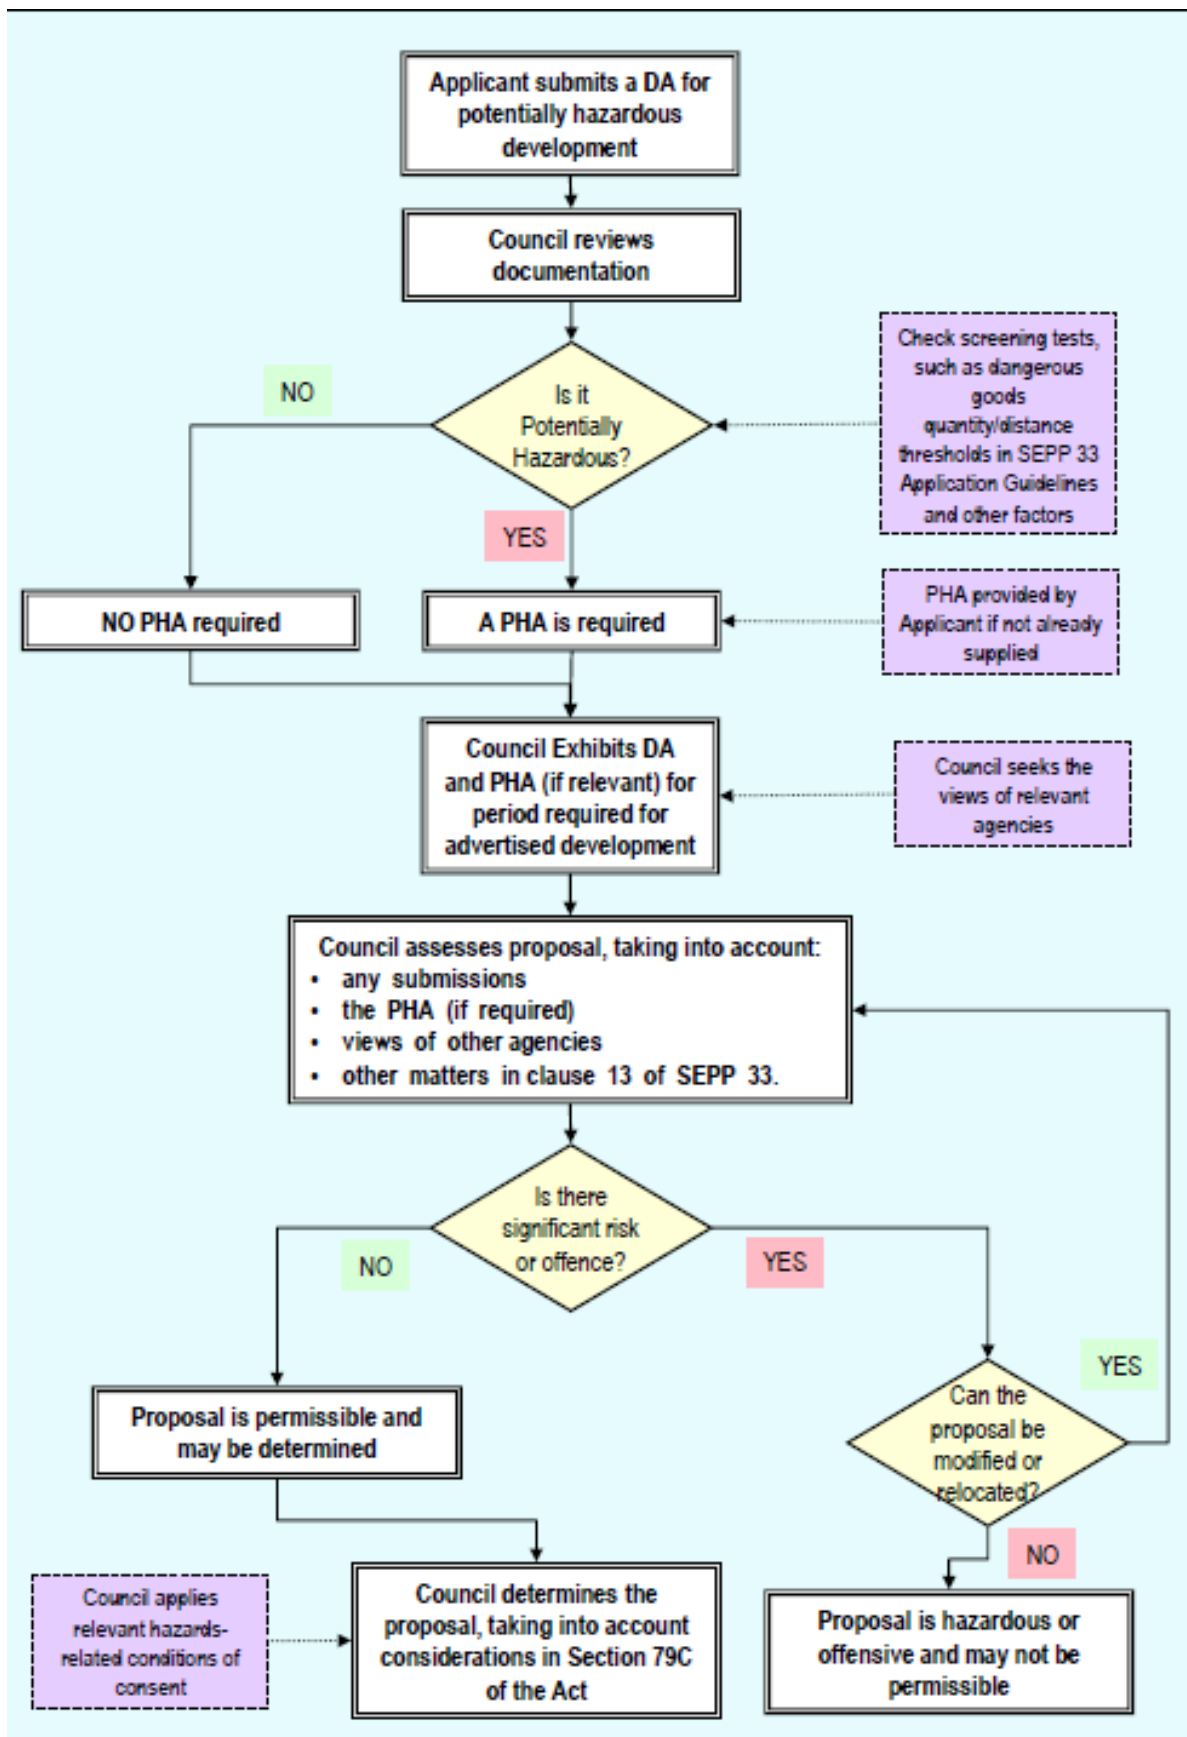 Applicant submits a DA for
potentially hazardous
development
Council reviews
documentation
Check screening tests,
such as dangerous
goods
quantity/distance
thresholds in SEPP 33
Application Guidelines
and other factors
NO
Is it
Potentially
Hazardous?
YES
NO PHA required
A PHA is required
PHA provided by
Applicant if not already
supplied
Council Exhibits DA
and PHA (if relevant) for
period required for
advertised development
Council seeks the
views of relevant
agencies
Council assesses proposal, taking into account:
• any submissions
• the PHA (if required)
• views of other agencies
• other matters in clause 13 of SEPP 33.
Is there
significant risk
or offence?
NO
YES
YES
Can the
proposal be
modified or
relocated?
Proposal is permissible and
may be determined
NO
Council applies
relevant hazards-
related conditions of
consent
Council determines the
proposal, taking into account
considerations in Section 79C
of the Act
Proposal is hazardous or
offensive and may not be
permissible